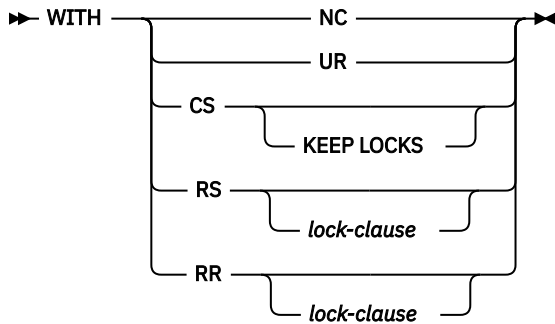 WITH NC
UR
CS
KEEP LOCKS
RS
lock-clause
RR
lock-clause